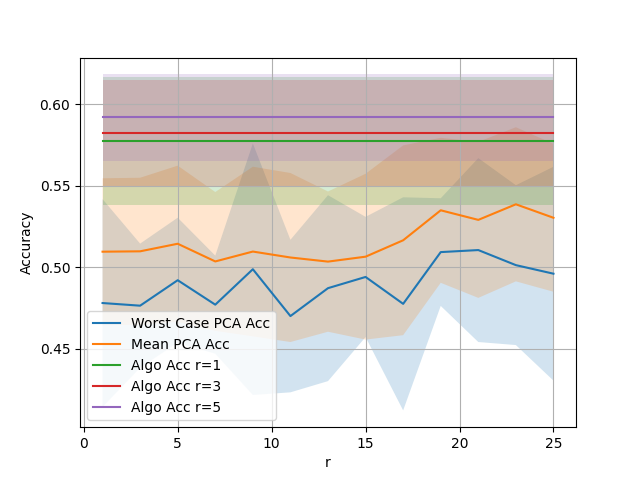 0.60
0.55
0.50
0.45
Accuracy
Worst Case PCA Acc
Mean PCA Acc
Algo Acc r=1
Algo Acc r=3
Algo Acc r=5
0 5 10 15 20 25
r